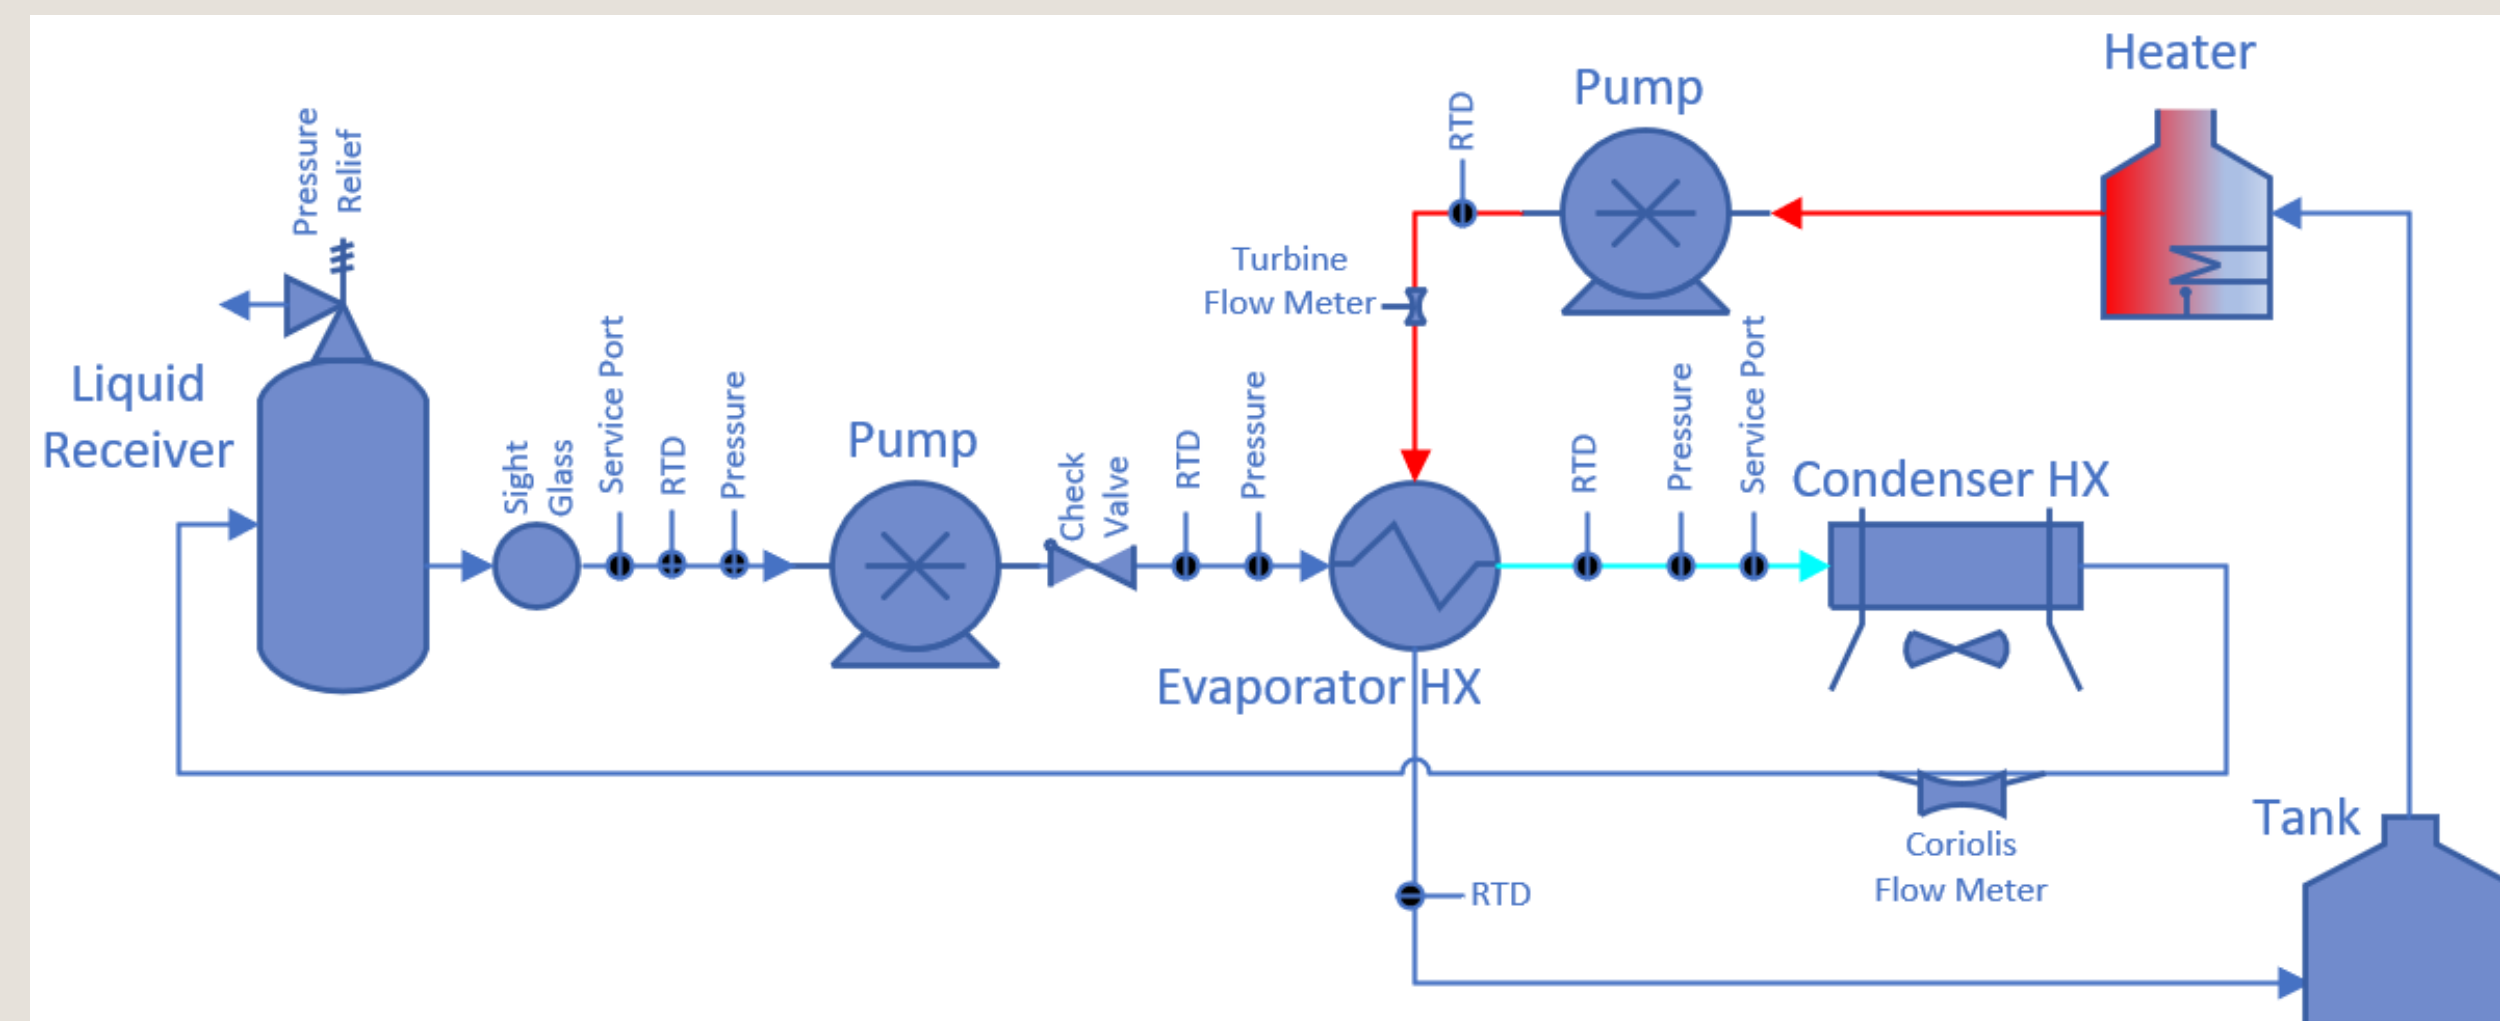 Heater
Pump
RTD
Pressure
Relief
Turbine
Flow Meter
Liquid
Receiver
Sight
Glass
Service Port
RTD
Pressure
Pump
Check
Valve
RTD
Pressure
RTD
Pressure
Service Port
Condenser HX
Evaporator HX
Tank
Coriolis
Flow Meter
RTD